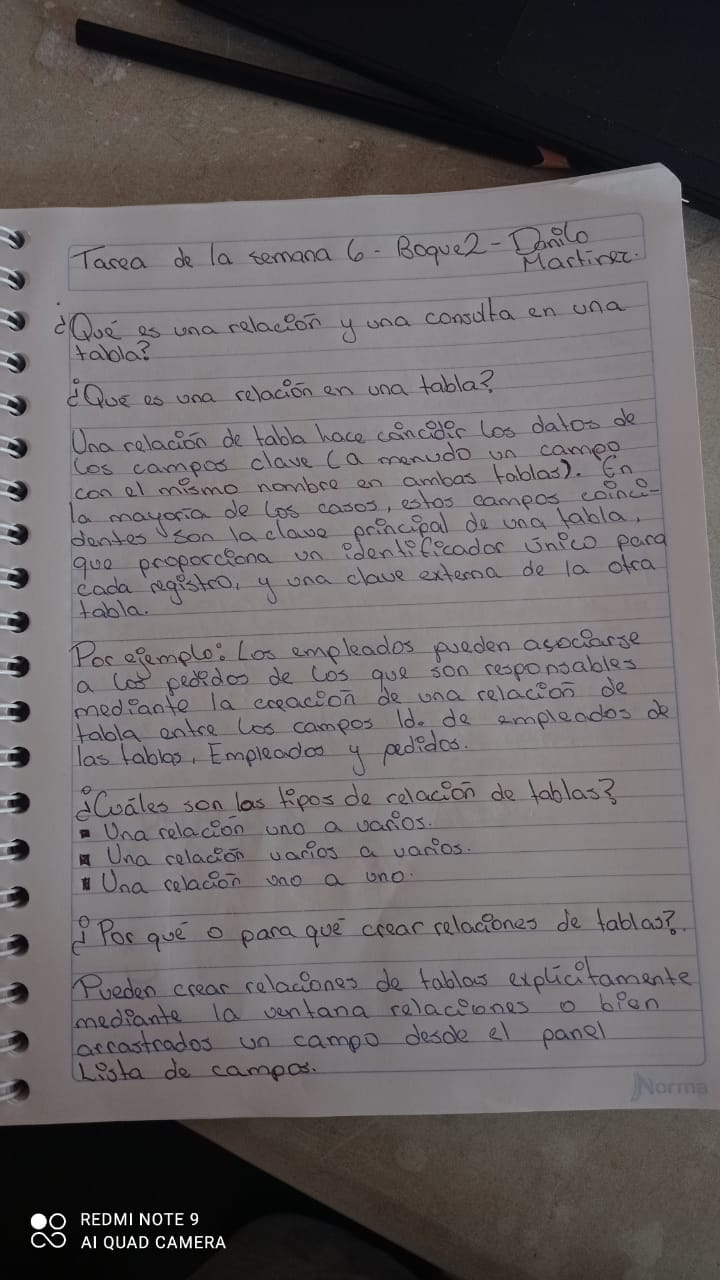 Tarea de la semana 6 - Boque2 - Danilo
Martinez.
¿Qué es una relación y una consulta en una
tabla?
¿Qué es una relación en una tabla?
Una relación de tabla hace coincidir los datos de
los campos clave (a menudo un campo
con el mismo nombre en ambas tablas). En
la mayoría de los casos, estos campos coinci-
dentes son la clave principal de una tabla,
que proporciona un identificador único para
cada registro, y una clave externa de la otra
tabla.
Por ejemplo: Los empleados pueden asociarse
a los pedidos de los que son responsables
mediante la creación de una relación de
tabla entre los campos Id. de empleados de
las tablas, Empleados y pedidos.
¿Cuáles son las tipos de relación de tablas?
▪ Una relación uno a varios.
▪ Una relación varios a varios.
▪ Una relación uno a uno.
¿Por qué o para qué crear relaciones de tablas?
Pueden crear relaciones de tablas explícitamente
mediante la ventana relaciones o bien
arrastrados un campo desde el panel
Lista de campos.
Norma
REDMI NOTE 9
AI QUAD CAMERA